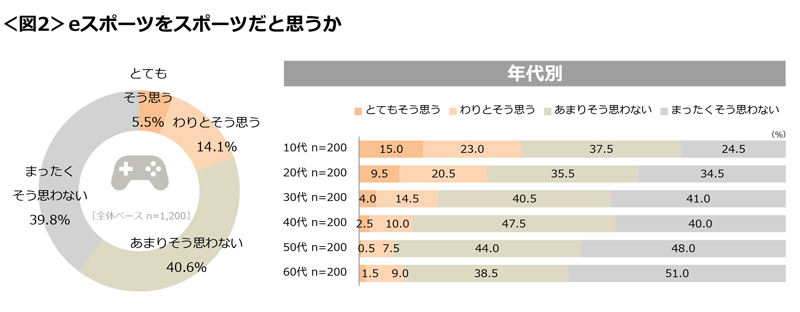 ＜図2＞eスポーツをスポーツだと思うか
とても
そう思う
5.5%
わりとそう思う
14.1%
まったく
そう思わない
39.8%
［全体ベース n=1,200］
あまりそう思わない
40.6%
年代別
とてもそう思う わりとそう思う あまりそう思わない まったくそう思わない
(%)
10代 n=200 15.0 23.0 37.5 24.5
20代 n=200 9.5 20.5 35.5 34.5
30代 n=200 4.0 14.5 40.5 41.0
40代 n=200 2.5 10.0 47.5 40.0
50代 n=200 0.5 7.5 44.0 48.0
60代 n=200 1.5 9.0 38.5 51.0